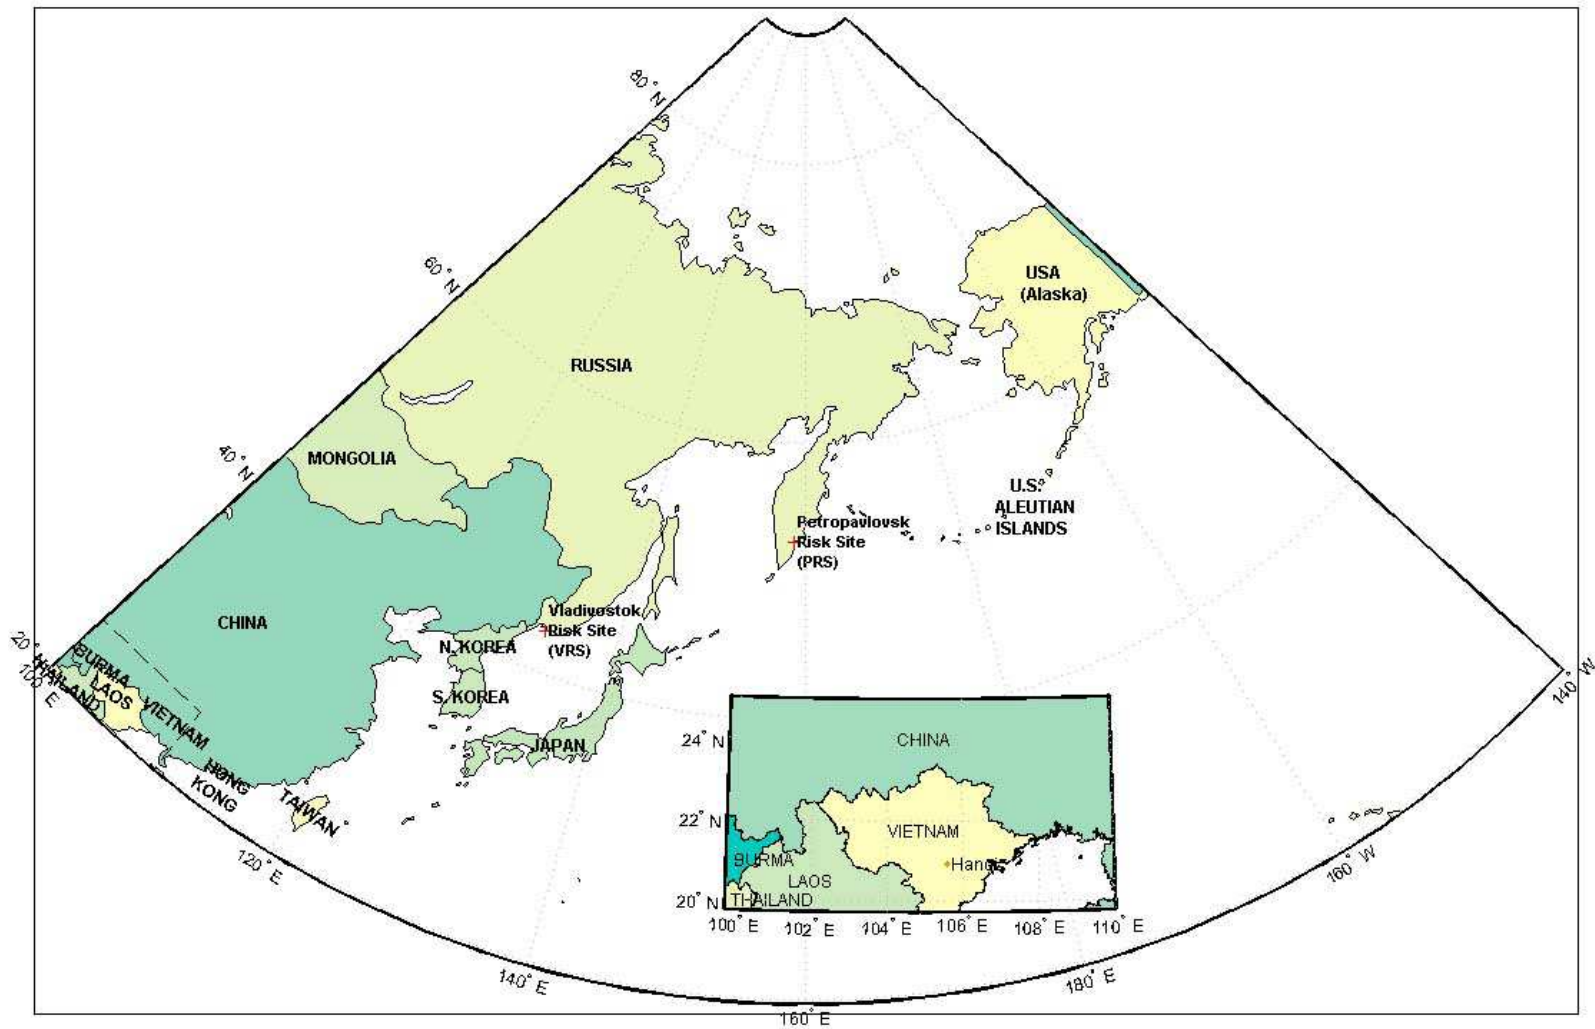 80° N
60° N
USA
(Alaska)
RUSSIA
40° N
MONGOLIA
U.S.
ALEUTIAN
ISLANDS
Petropavlovsk
Risk Site
(PRS)
CHINA
Vladivostok
Risk Site
(VRS)
N. KOREA
S. KOREA
JAPAN
20°
100° E
BURMA
THAILAND
LAOS
VIETNAM
HONG
KONG
TAIWAN
120° E
140° E
160° E
180° E
160° W
140° W
24° N
22° N
20° N
CHINA
VIETNAM
BURMA
Hanoi
LAOS
THAILAND
100° E
102° E
104° E
106° E
108° E
110° E